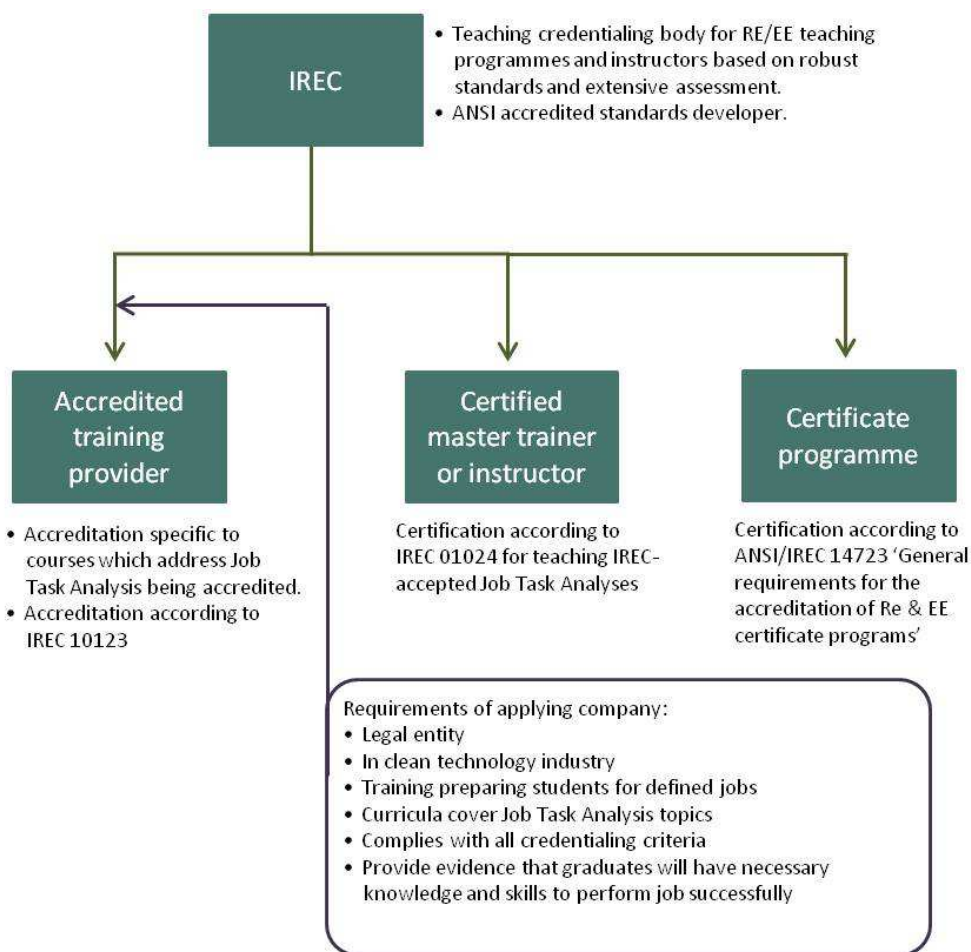 IREC
• Teaching credentialing body for RE/EE teaching
programmes and instructors based on robust
standards and extensive assessment.
• ANSI accredited standards developer.
Accredited
training
provider
• Accreditation specific to
courses which address Job
Task Analysis being accredited.
• Accreditation according to
IREC 10123
Certified
master trainer
or instructor
Certification according to
IREC 01024 for teaching IREC-
accepted Job Task Analyses
Certificate
programme
Certification according to
ANSI/IREC 14723 ‘General
requirements for the
accreditation of Re & EE
certificate programs’
Requirements of applying company:
• Legal entity
• In clean technology industry
• Training preparing students for defined jobs
• Curricula cover Job Task Analysis topics
• Complies with all credentialing criteria
• Provide evidence that graduates will have necessary
knowledge and skills to perform job successfully